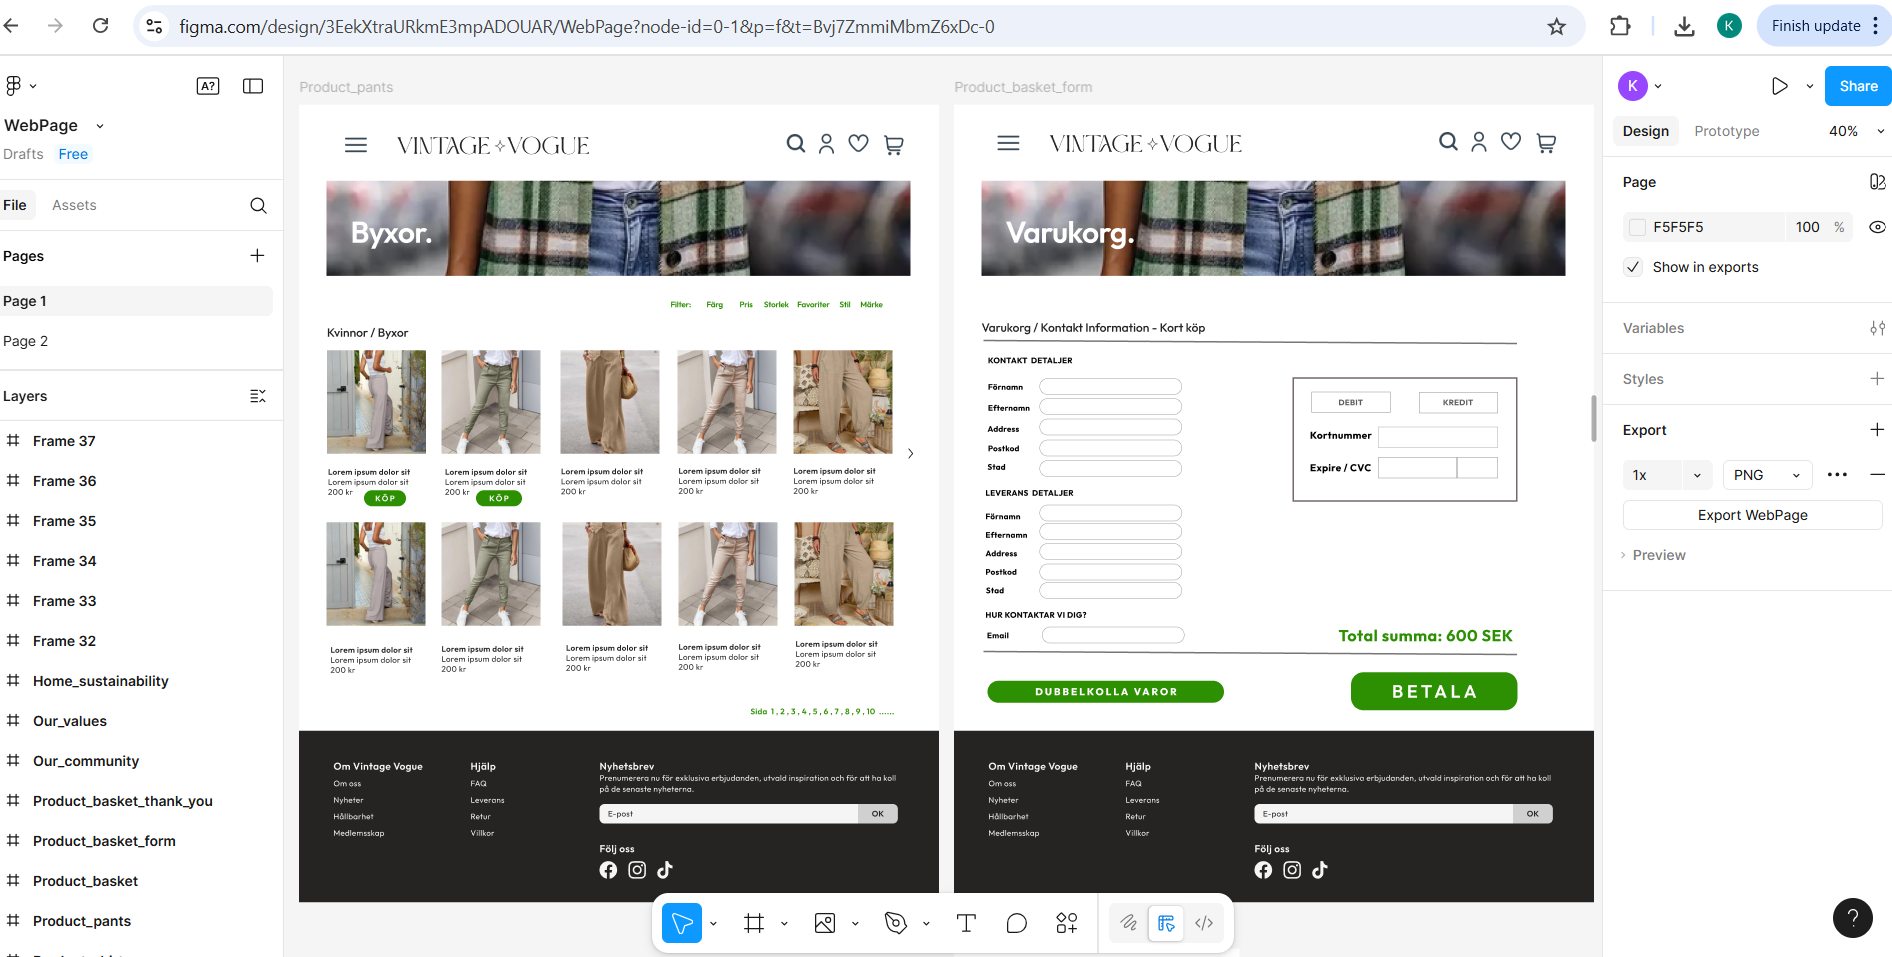 figma.com/design/3EekXtraURkmE3mpADOUAR/WebPage?node-id=0-1&p=f&t=Bvj7ZmmiMbmZ6xDc-0
K
Finish update
A?
WebPage
Drafts Free
File Assets
Pages
Page 1
Page 2
Layers
Frame 37
Frame 36
Frame 35
Frame 34
Frame 33
Frame 32
Home_sustainability
Our_values
Our_community
Product_basket_thank_you
Product_basket_form
Product_basket
Product_pants
Product_pants
VINTAGE VOGUE
Byxor.
Filter: Färg Pris Storlek Favoriter Stil Märke
Kvinnor / Byxor
Lorem ipsum dolor sit
Lorem ipsum dolor sit
200 kr
KÖP
Lorem ipsum dolor sit
Lorem ipsum dolor sit
200 kr
KÖP
Lorem ipsum dolor sit
Lorem ipsum dolor sit
200 kr
Lorem ipsum dolor sit
Lorem ipsum dolor sit
200 kr
Lorem ipsum dolor sit
Lorem ipsum dolor sit
200 kr
Lorem ipsum dolor sit
Lorem ipsum dolor sit
200 kr
Lorem ipsum dolor sit
Lorem ipsum dolor sit
200 kr
Lorem ipsum dolor sit
Lorem ipsum dolor sit
200 kr
Lorem ipsum dolor sit
Lorem ipsum dolor sit
200 kr
Lorem ipsum dolor sit
Lorem ipsum dolor sit
200 kr
Sida 1,2,3,4,5,6,7,8,9,10 ......
Om Vintage Vogue
Om oss
Nyheter
Hållbarhet
Medlemsskap
Hjälp
FAQ
Leverans
Retur
Villkor
Nyhetsbrev
Prenumerera nu för exklusiva erbjudanden, utvald inspiration och för att ha koll
på de senaste nyheterna.
E-post OK
Följ oss
Product_basket_form
VINTAGE VOGUE
Varukorg.
Varukorg / Kontakt Information - Kort köp
KONTAKT DETALJER
Förnamn
Efternamn
Address
Postkod
Stad
LEVERANS DETALJER
Förnamn
Efternamn
Address
Postkod
Stad
HUR KONTAKTAR VI DIG?
Email
DEBIT KREDIT
Kortnummer
Expire / CVC
Total summa: 600 SEK
DUBBELKOLLA VAROR
BETALA
Om Vintage Vogue
Om oss
Nyheter
Hållbarhet
Medlemsskap
Hjälp
FAQ
Leverans
Retur
Villkor
Nyhetsbrev
Prenumerera nu för exklusiva erbjudanden, utvald inspiration och för att ha koll
på de senaste nyheterna.
E-post OK
Följ oss
K
Share
Design Prototype 40%
Page
F5F5F5 100 %
Show in exports
Variables
Styles
Export
1x PNG
Export WebPage
Preview
?